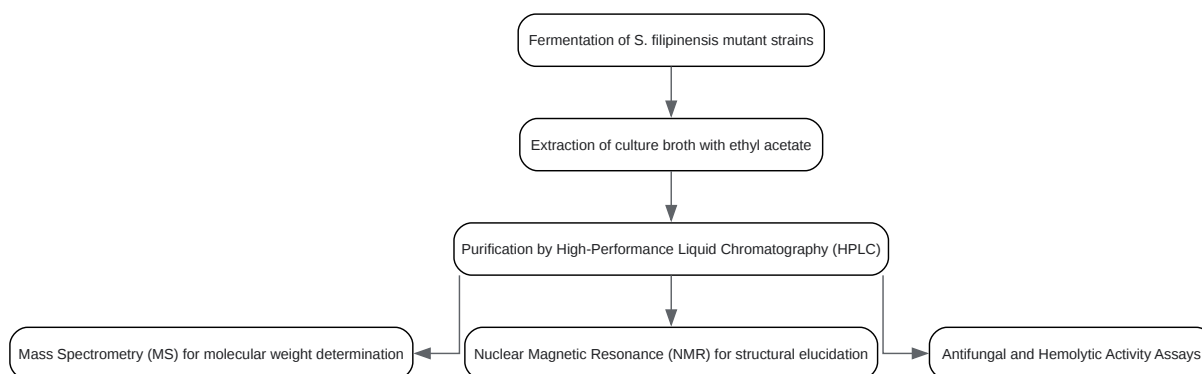 Fermentation of S. filipinensis mutant strains
Extraction of culture broth with ethyl acetate
Purification by High-Performance Liquid Chromatography (HPLC)
Mass Spectrometry (MS) for molecular weight determination
Nuclear Magnetic Resonance (NMR) for structural elucidation
Antifungal and Hemolytic Activity Assays